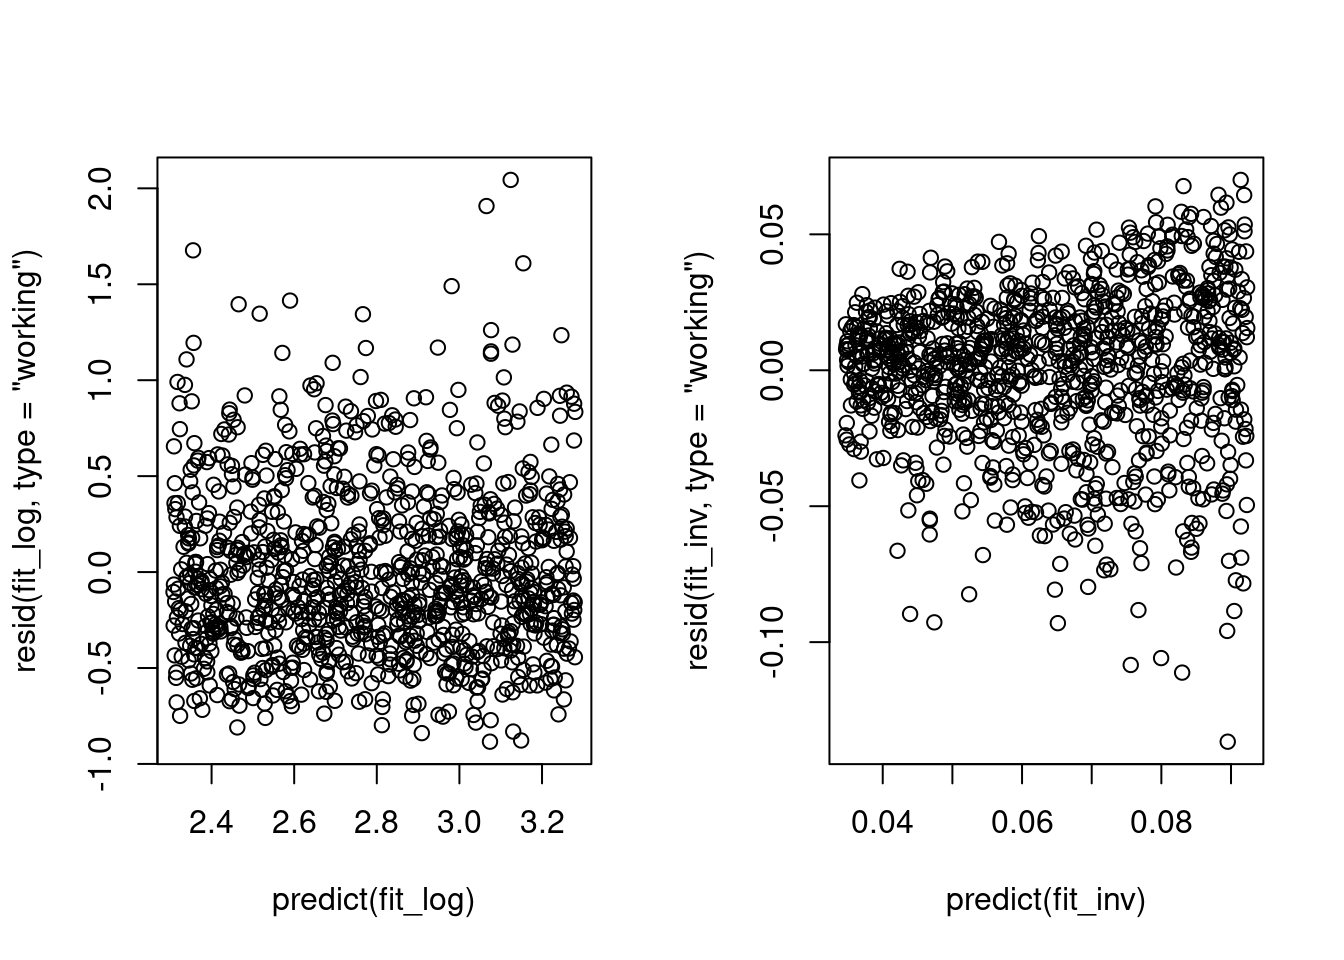 resid(fit_log, type = "working")
2.0
1.5
1.0
0.5
0.0
-0.5
-1.0
2.4 2.6 2.8 3.0 3.2
predict(fit_log)
resid(fit_inv, type = "working")
0.05
0.00
-0.05
-0.10
0.04 0.06 0.08
predict(fit_inv)